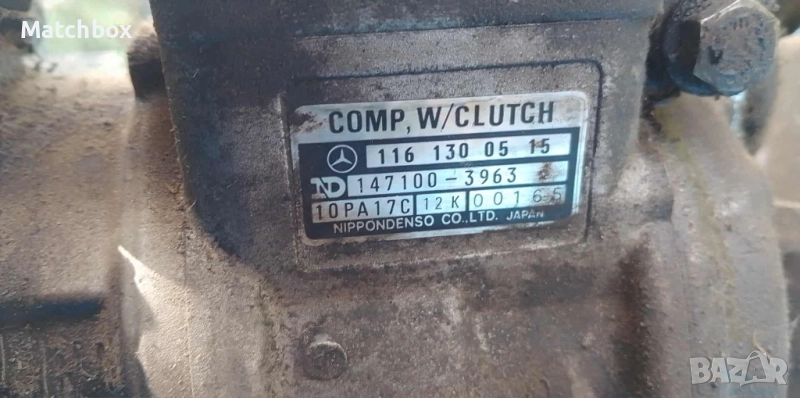 Matchbox
COMP, W/CLUTCH
116 130 05 15
ND 147100-3963
10PA17C 12K 00165
NIPPONDENSO CO.,LTD. JAPAN
BAZAR